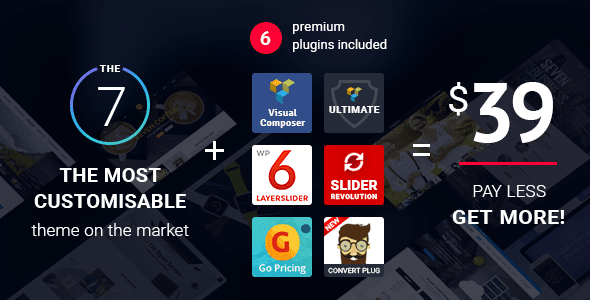 6
premium
plugins included
THE
7
THE MOST
CUSTOMISABLE
theme on the market
+
Visual
Composer
ULTIMATE
WP
6
LAYERSLIDER
SLIDER
REVOLUTION
G
Go Pricing
NEW
CONVERT PLUG
=
$39
PAY LESS
GET MORE!